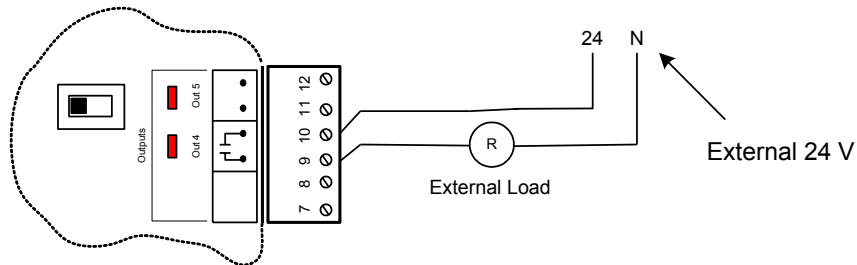 24 N
External 24 V
Outputs
Out 5
Out 4
12
11
10
9
8
7
R
External Load